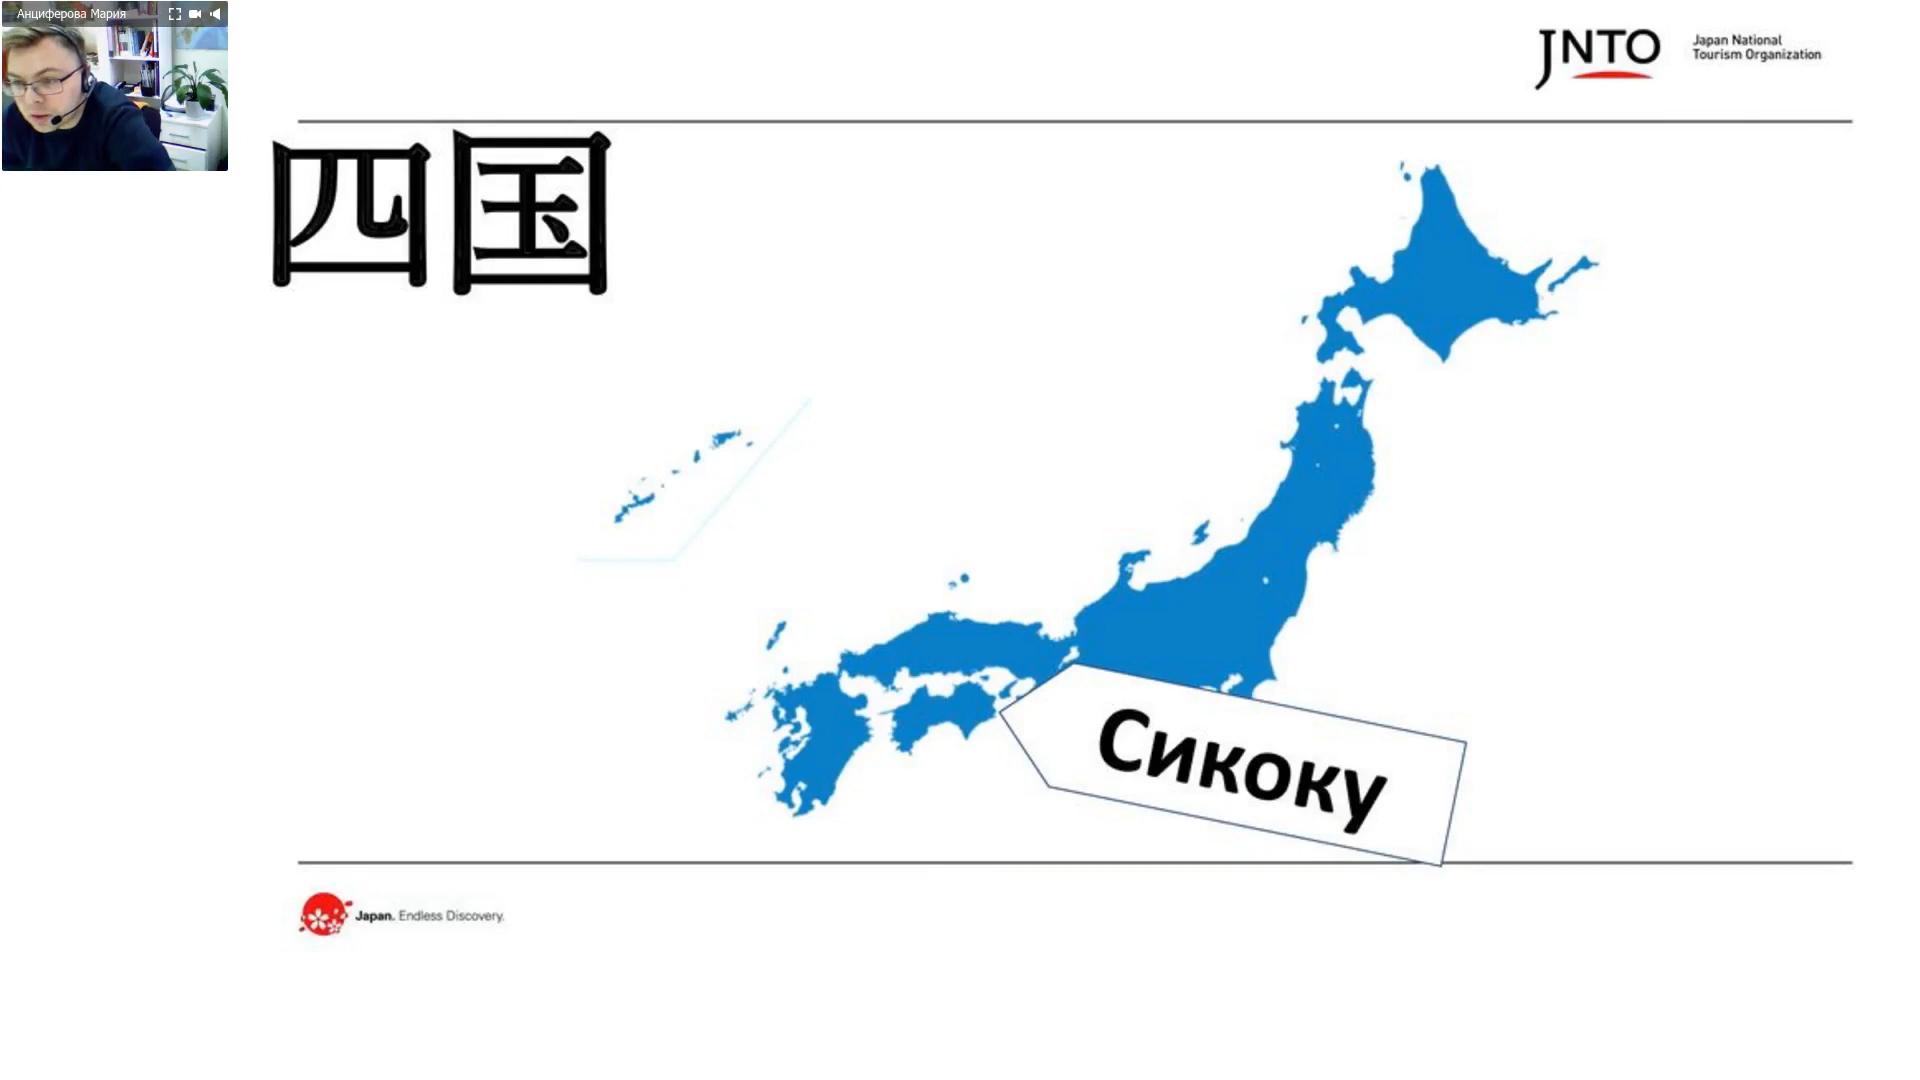 Анциферова Мария
JNTO
Japan National
Tourism Organization
四国
Сикоку
Japan. Endless Discovery.